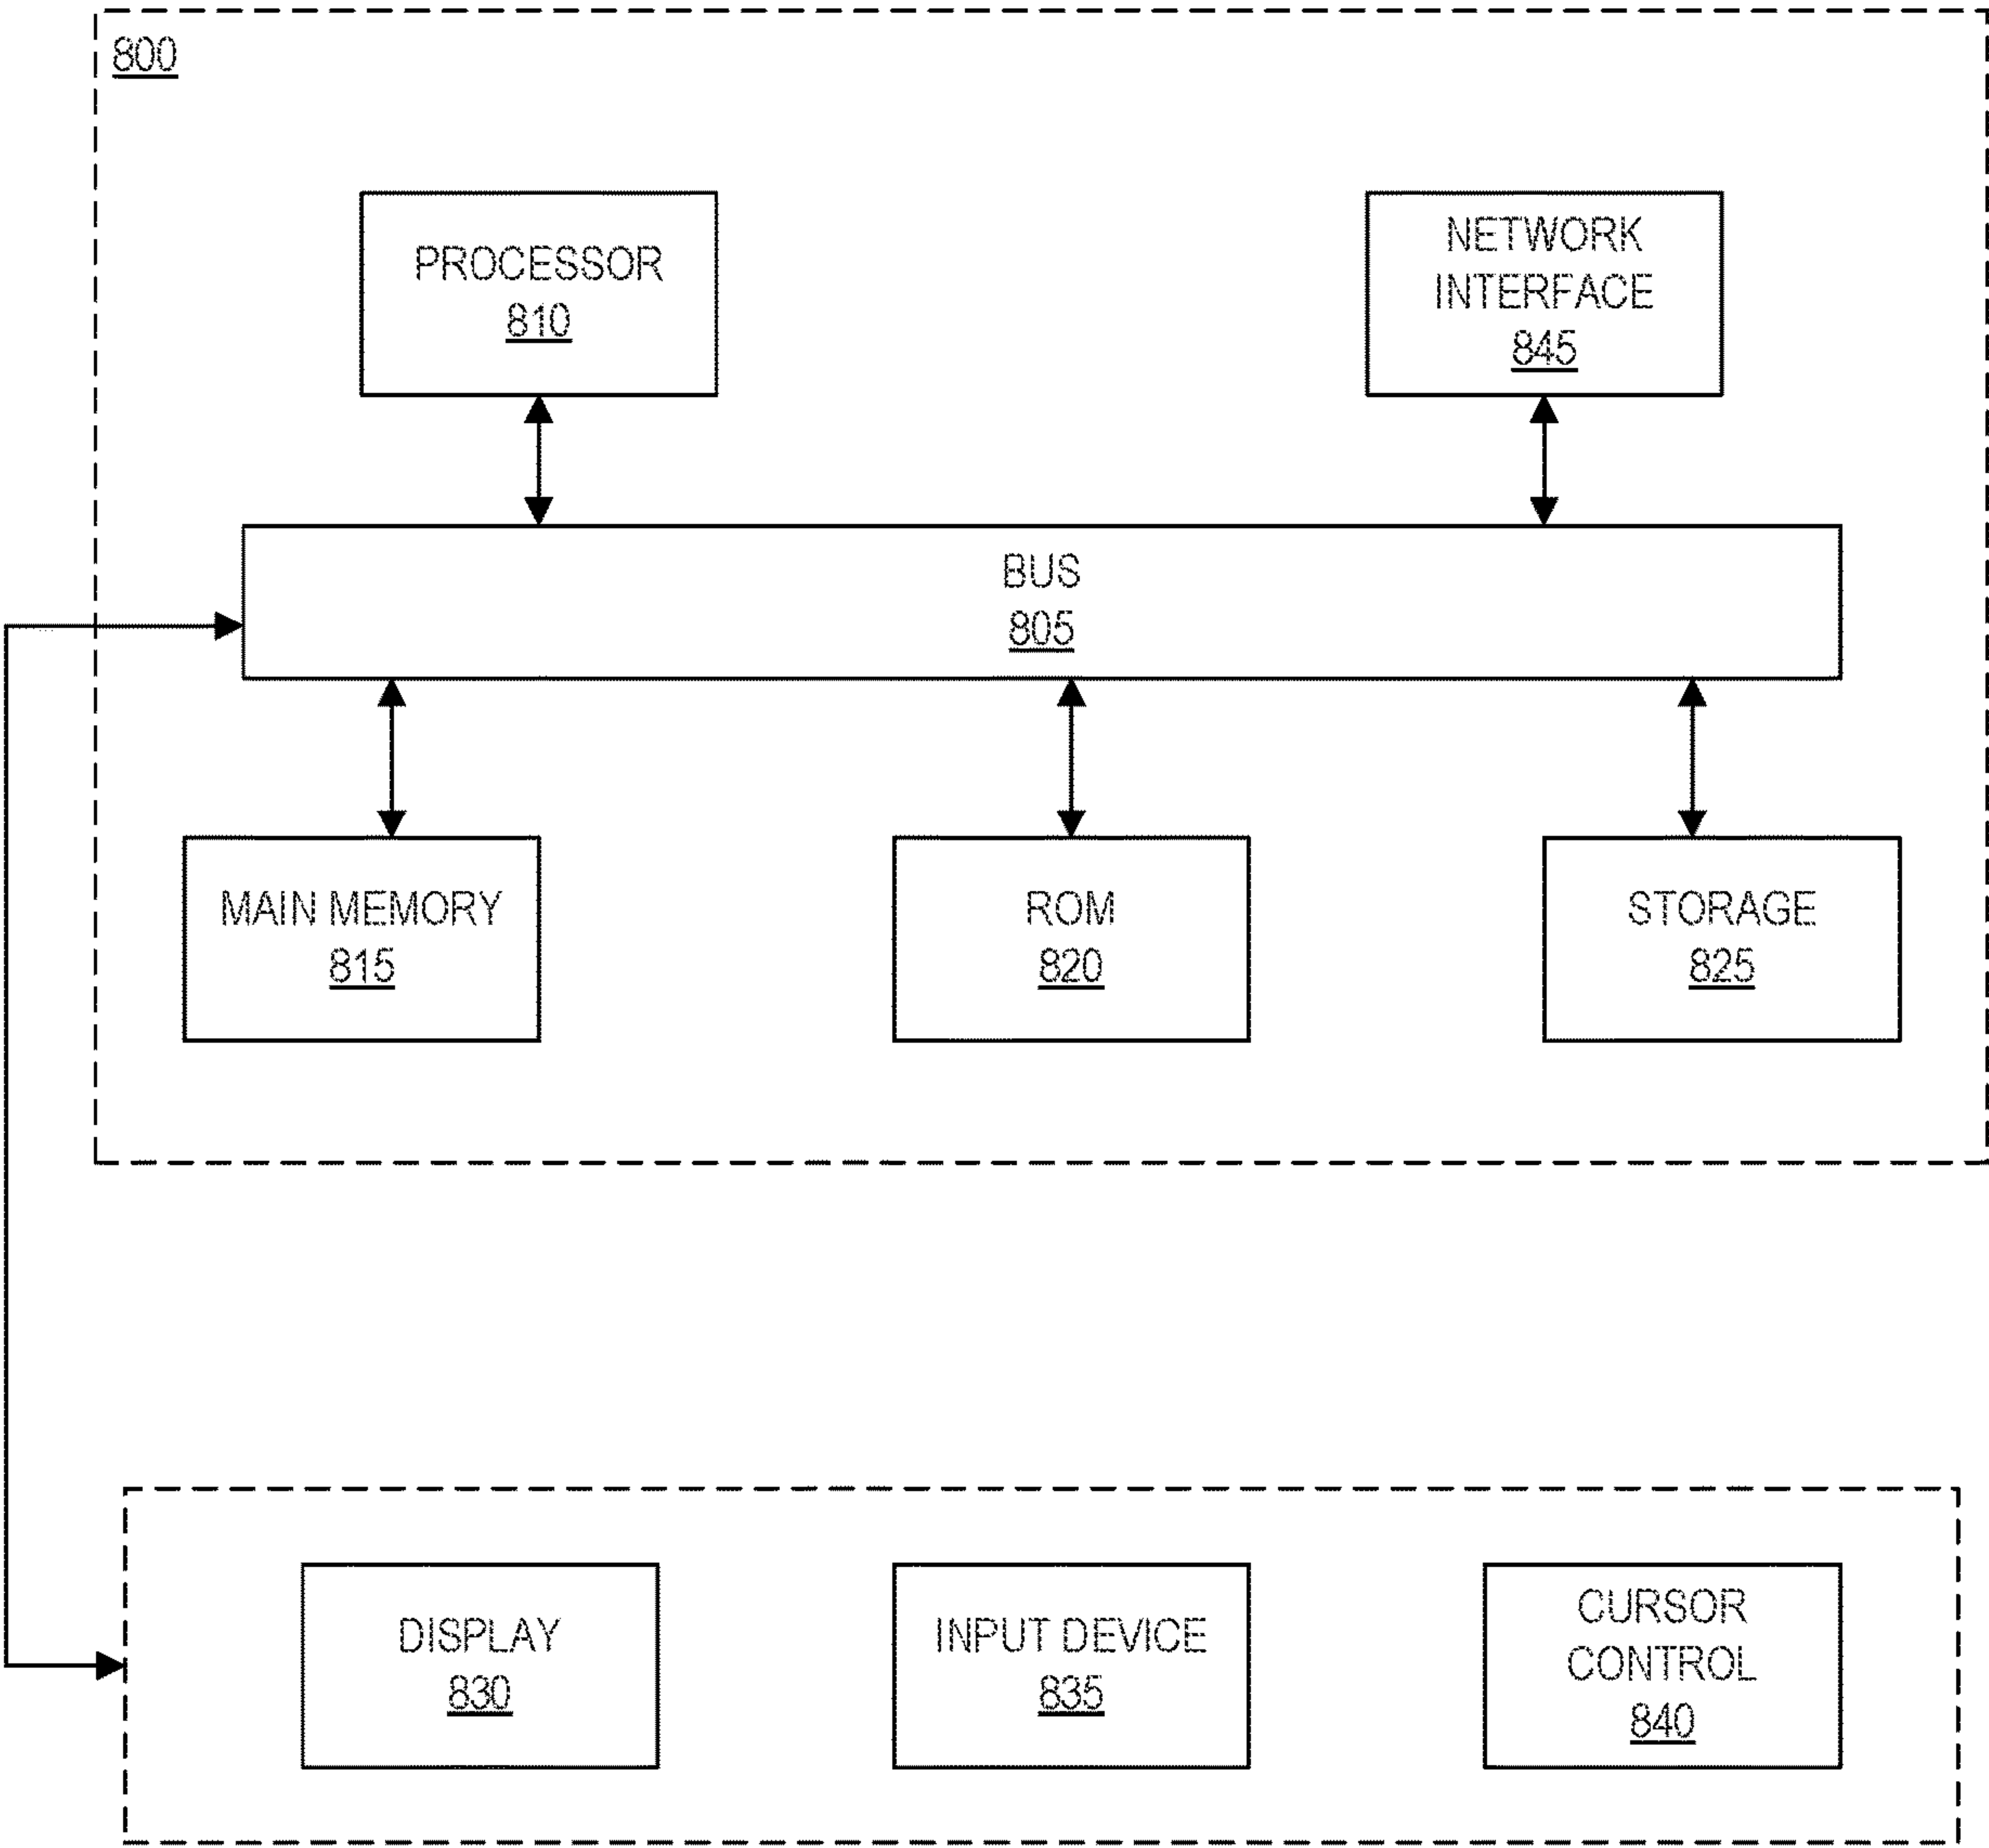 800
PROCESSOR
810
NETWORK
INTERFACE
845
BUS
805
MAIN MEMORY
815
ROM
820
STORAGE
825
DISPLAY
830
INPUT DEVICE
835
CURSOR
CONTROL
840